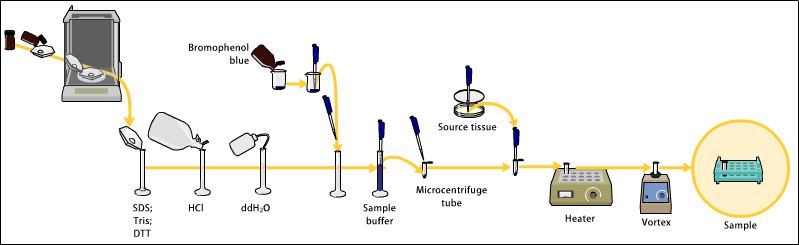 Bromophenol
blue
Source tissue
SDS;
Tris;
DTT
HCl
ddH₂O
Sample
buffer
Microcentrifuge
tube
Heater
Vortex
Sample